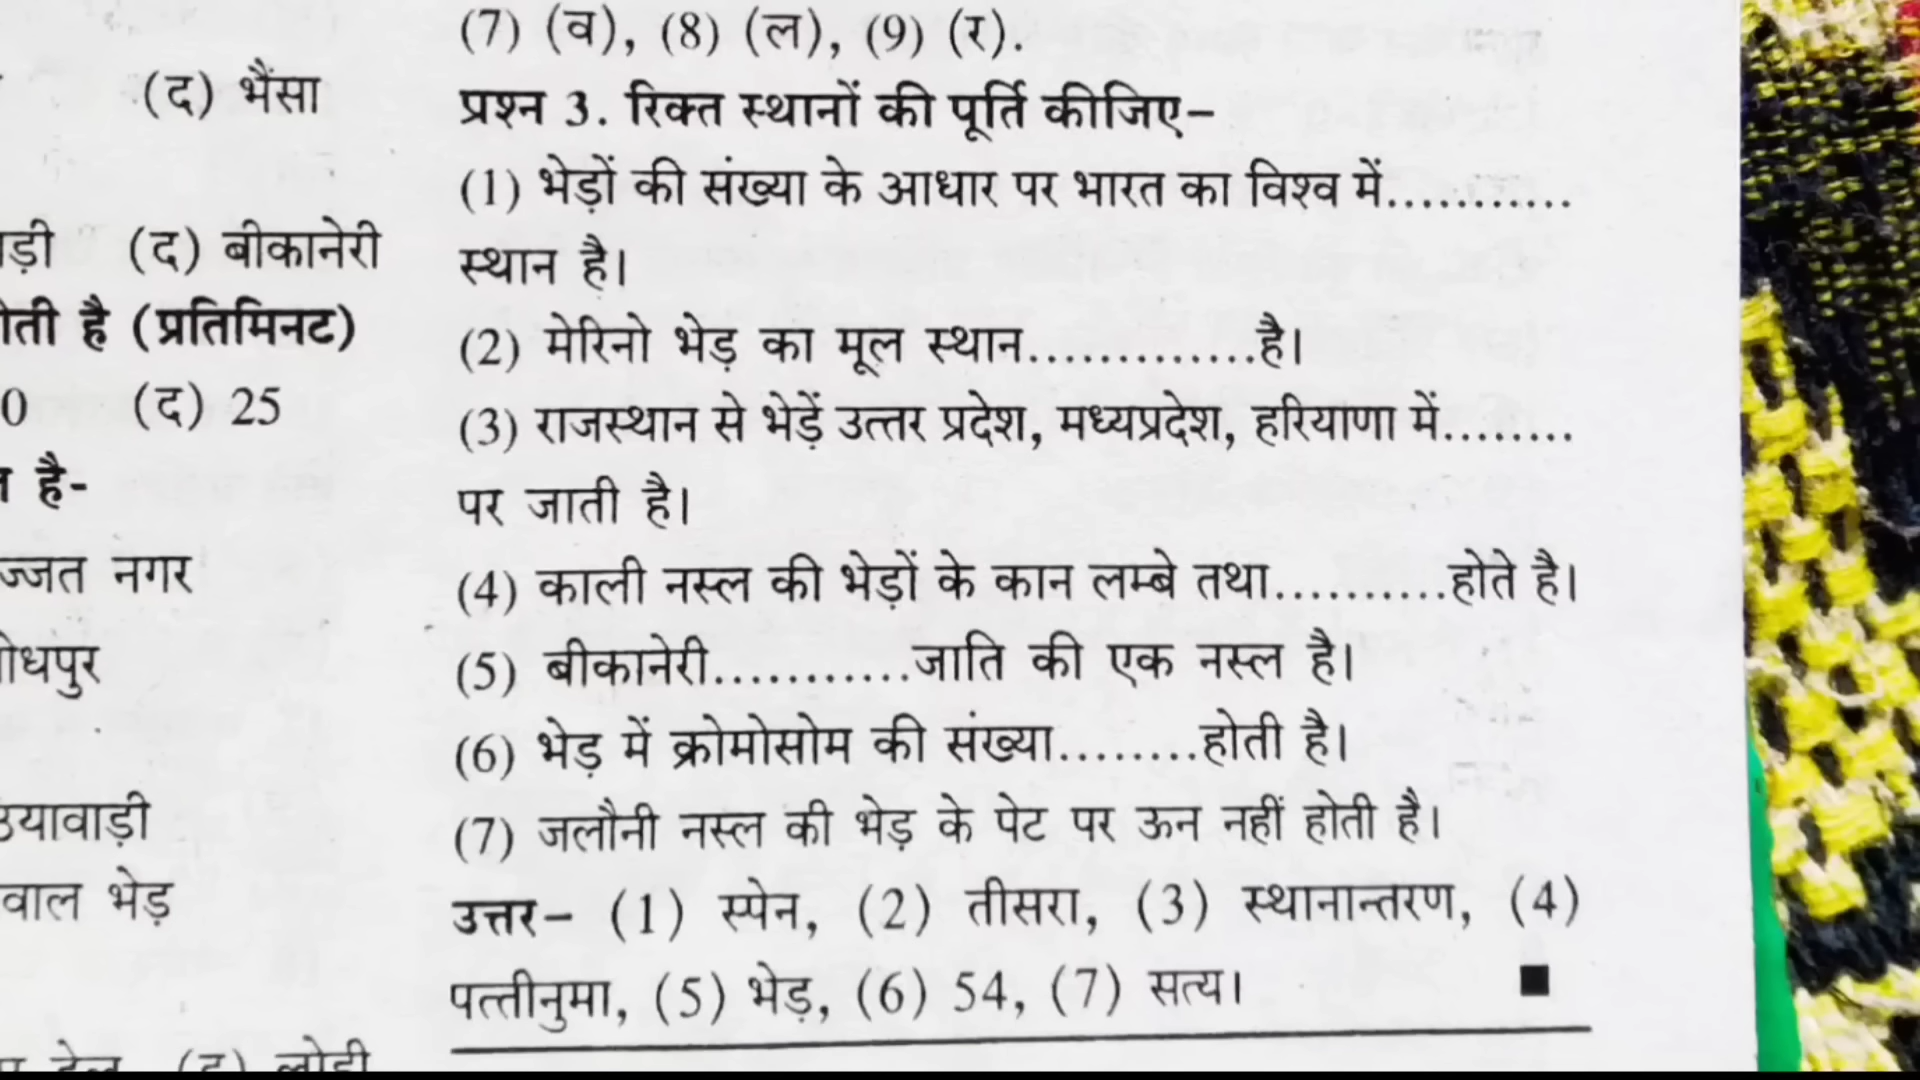 (द) भैंसा
ड़ी (द) बीकानेरी
ोती है (प्रतिमिनट)
0 (द) 25
है-
ज्जत नगर
ोधपुर
ठयावाड़ी
वाल भेड़
(7) (व), (8) (ल), (9) (र).
प्रश्न 3. रिक्त स्थानों की पूर्ति कीजिए-
(1) भेड़ों की संख्या के आधार पर भारत का विश्व में...........
स्थान है।
(2) मेरिनो भेड़ का मूल स्थान.............है।
(3) राजस्थान से भेड़ें उत्तर प्रदेश, मध्यप्रदेश, हरियाणा में........
पर जाती है।
(4) काली नस्ल की भेड़ों के कान लम्बे तथा..........होते है।
(5) बीकानेरी...........जाति की एक नस्ल है।
(6) भेड़ में क्रोमोसोम की संख्या........होती है।
(7) जलौनी नस्ल की भेड़ के पेट पर ऊन नहीं होती है।
उत्तर- (1) स्पेन, (2) तीसरा, (3) स्थानान्तरण, (4)
पत्तीनुमा, (5) भेड़, (6) 54, (7) सत्य।